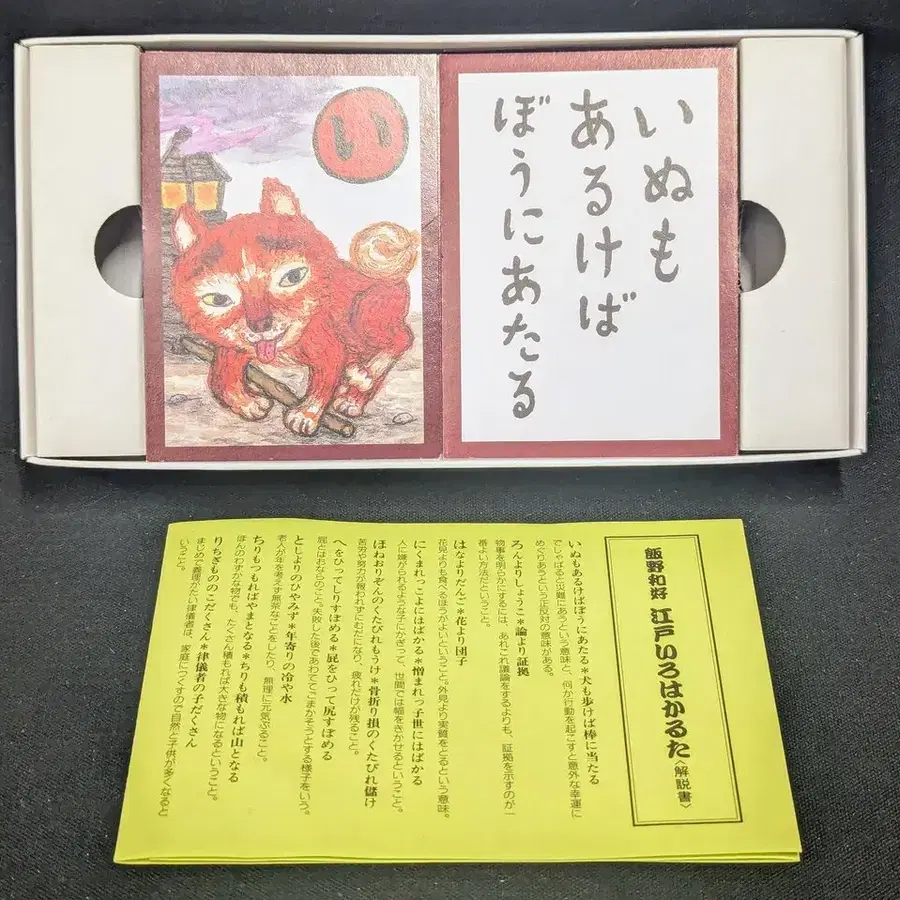 い
いぬも
あるけば
ぼうにあたる
飯野和好 江戸いろはかるた〈解説書〉
いぬもあるけばぼうにあたる＊犬も歩けば棒に当たる
でしゃばると災難にあうという意味と、何か行動を起こすと意外な幸運に
めぐりあうという正反対の意味がある。
ろんよりしょうこ＊論より証拠
物事を明らかにするには、あれこれ議論をするよりも、証拠を示すのが一
番よい方法だということ。
はなよりだんご＊花より団子
花見よりも食べるほうがよいということ。外見より実質をとるという意味。
にくまれっこよにはばかる＊憎まれっ子世にはばかる
人に嫌がられるような子にかぎって、世間では幅をきかせるということ。
ほねおりぞんのくたびれもうけ＊骨折り損のくたびれ儲け
苦労や努力が報われずにむだになり、疲れだけが残ること。
へをひってしりすぼめる＊屁をひって尻すぼめる
屁とはおならのこと。失敗した後であわててごまかそうとする様子をいう。
としよりのひやみず＊年寄りの冷や水
老人が年を考えず無茶なことをしたり、無理に元気ぶること。
ちりもつもればやまとなる＊ちりも積もれば山となる
ほんのわずかな物でも、たくさん積もれば大きな物になるということ。
りちぎもののこだくさん＊律儀者の子だくさん
まじめで義理がたい律儀者は、家庭につくすので自然と子供が多くなると
いうこと。